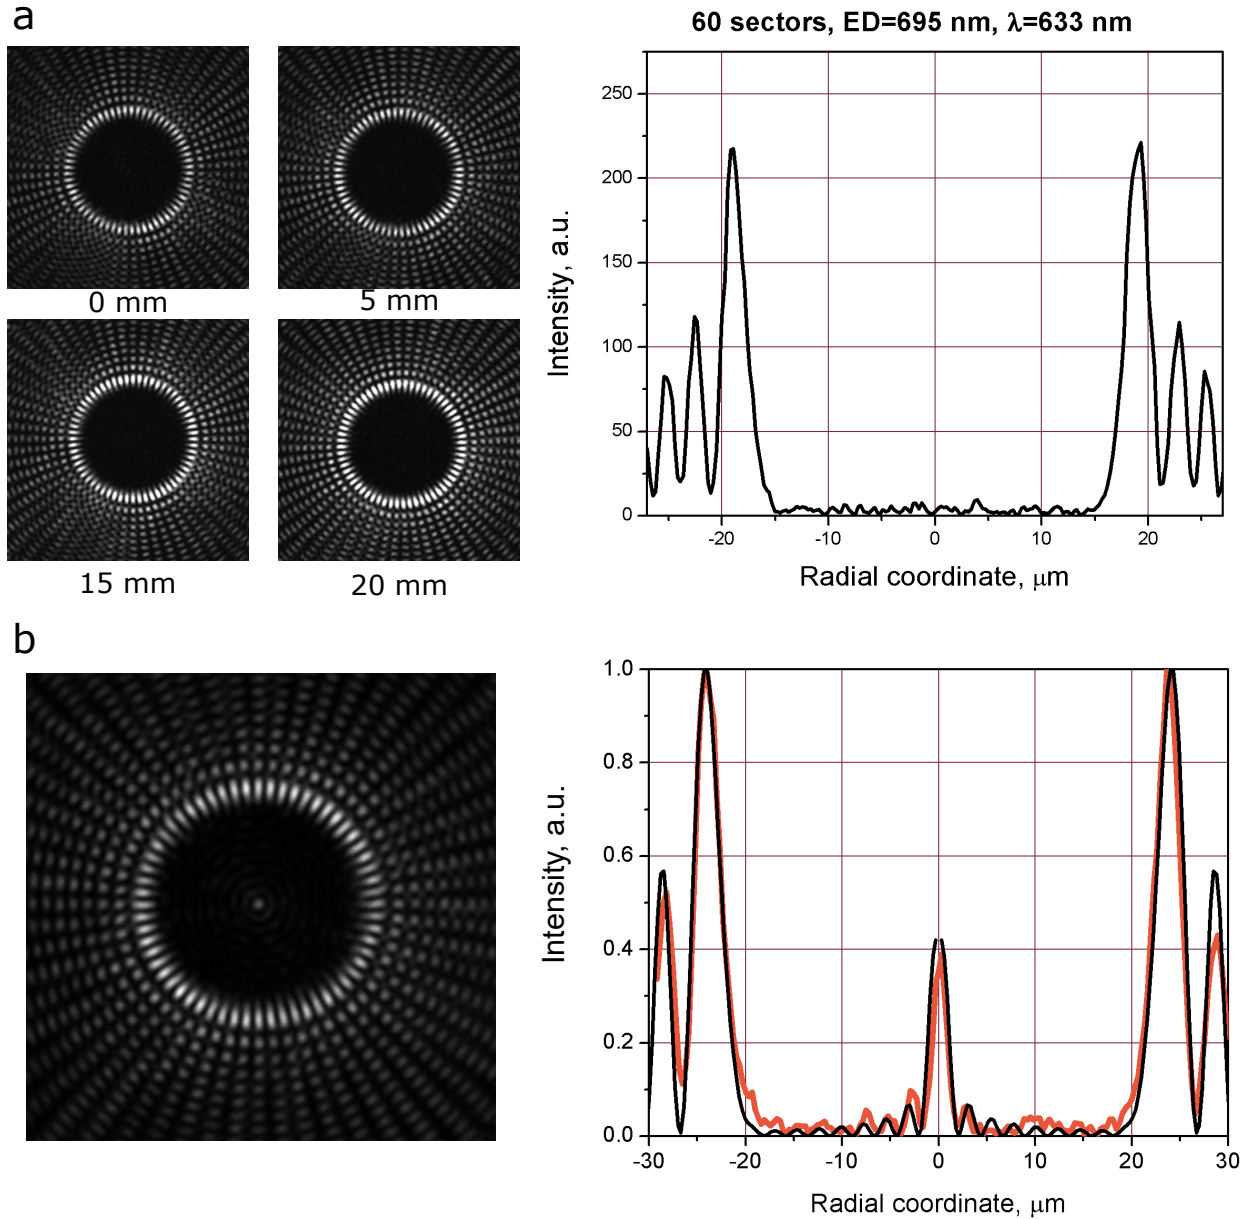 a
60 sectors, ED=695 nm, λ=633 nm
0 mm
5 mm
15 mm
20 mm
Intensity, a.u.
250
200
150
100
50
0
-20
-10
0
10
20
Radial coordinate, μm
b
Intensity, a.u.
1.0
0.8
0.6
0.4
0.2
0.0
-30
-20
-10
0
10
20
30
Radial coordinate, μm